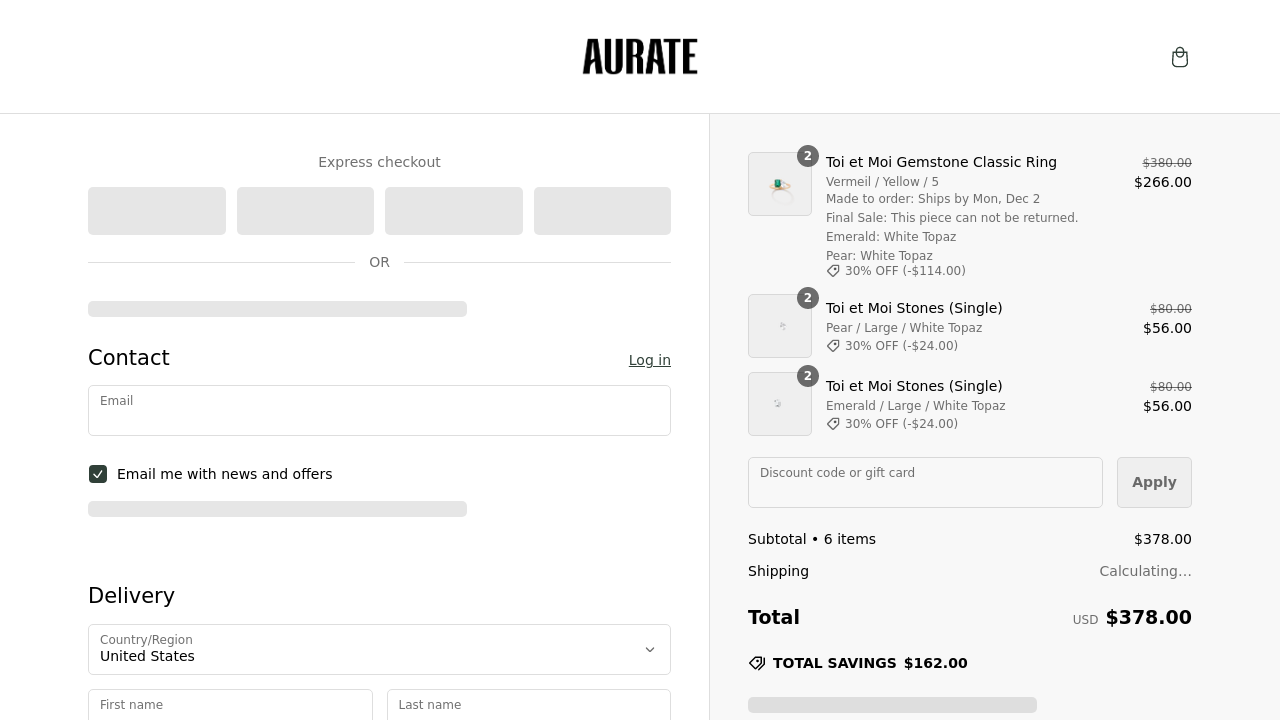 AURATE
Express checkout
OR
Contact
Log in
Email
Email me with news and offers
Delivery
Country/Region
United States
First name
Last name
2
Toi et Moi Gemstone Classic Ring
$380.00
Vermeil / Yellow / 5
$266.00
Made to order: Ships by Mon, Dec 2
Final Sale: This piece can not be returned.
Emerald: White Topaz
Pear: White Topaz
30% OFF (-$114.00)
2
Toi et Moi Stones (Single)
$80.00
Pear / Large / White Topaz
$56.00
30% OFF (-$24.00)
2
Toi et Moi Stones (Single)
$80.00
Emerald / Large / White Topaz
$56.00
30% OFF (-$24.00)
Discount code or gift card
Apply
Subtotal • 6 items
$378.00
Shipping
Calculating…
Total
USD $378.00
TOTAL SAVINGS $162.00